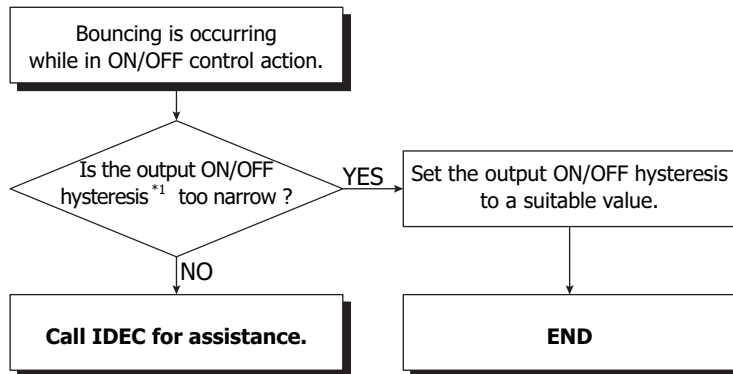 Bouncing is occurring
while in ON/OFF control action.
Is the output ON/OFF
hysteresis*1 too narrow ?
YES
Set the output ON/OFF hysteresis
to a suitable value.
NO
Call IDEC for assistance.
END